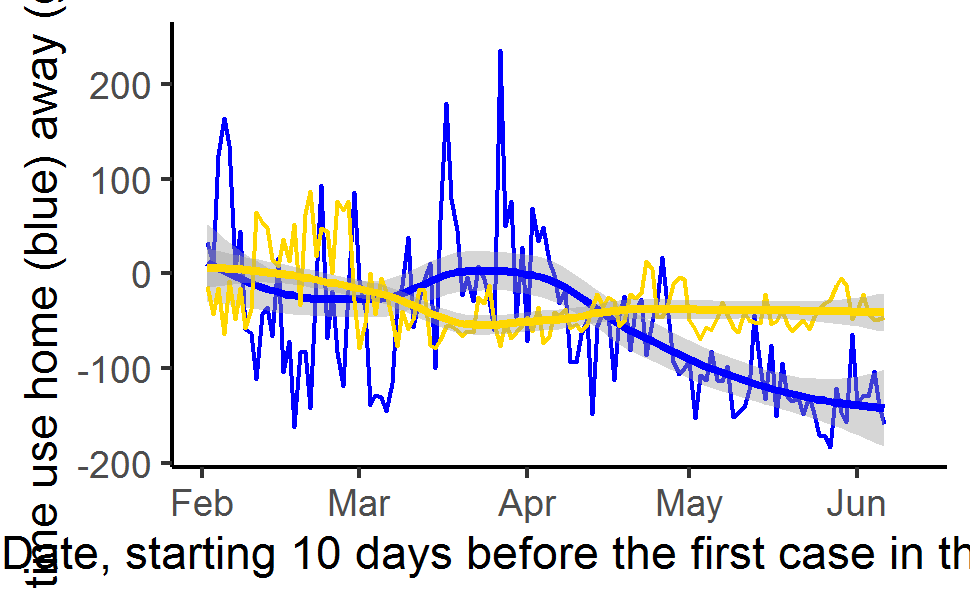 time use home (blue) away (
200
100
0
-100
-200
Feb Mar Apr May Jun
Date, starting 10 days before the first case in th